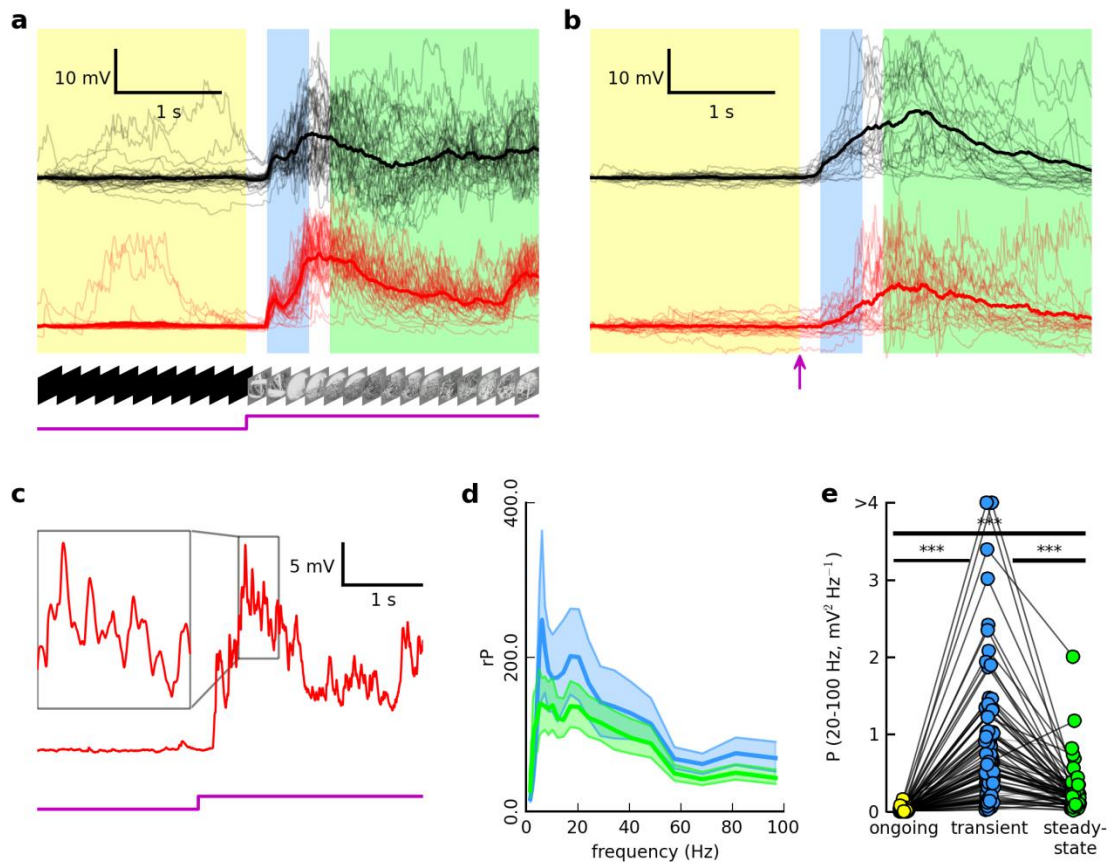 a
10 mV
1 s
b
10 mV
1 s
c
5 mV
1 s
d
400.0
200.0
0.0
rP
0 20 40 60 80 100
frequency (Hz)
e
>4
3
2
1
0
P (20-100 Hz, mV² Hz⁻¹)
***
*** ***
ongoing transient steady-
state